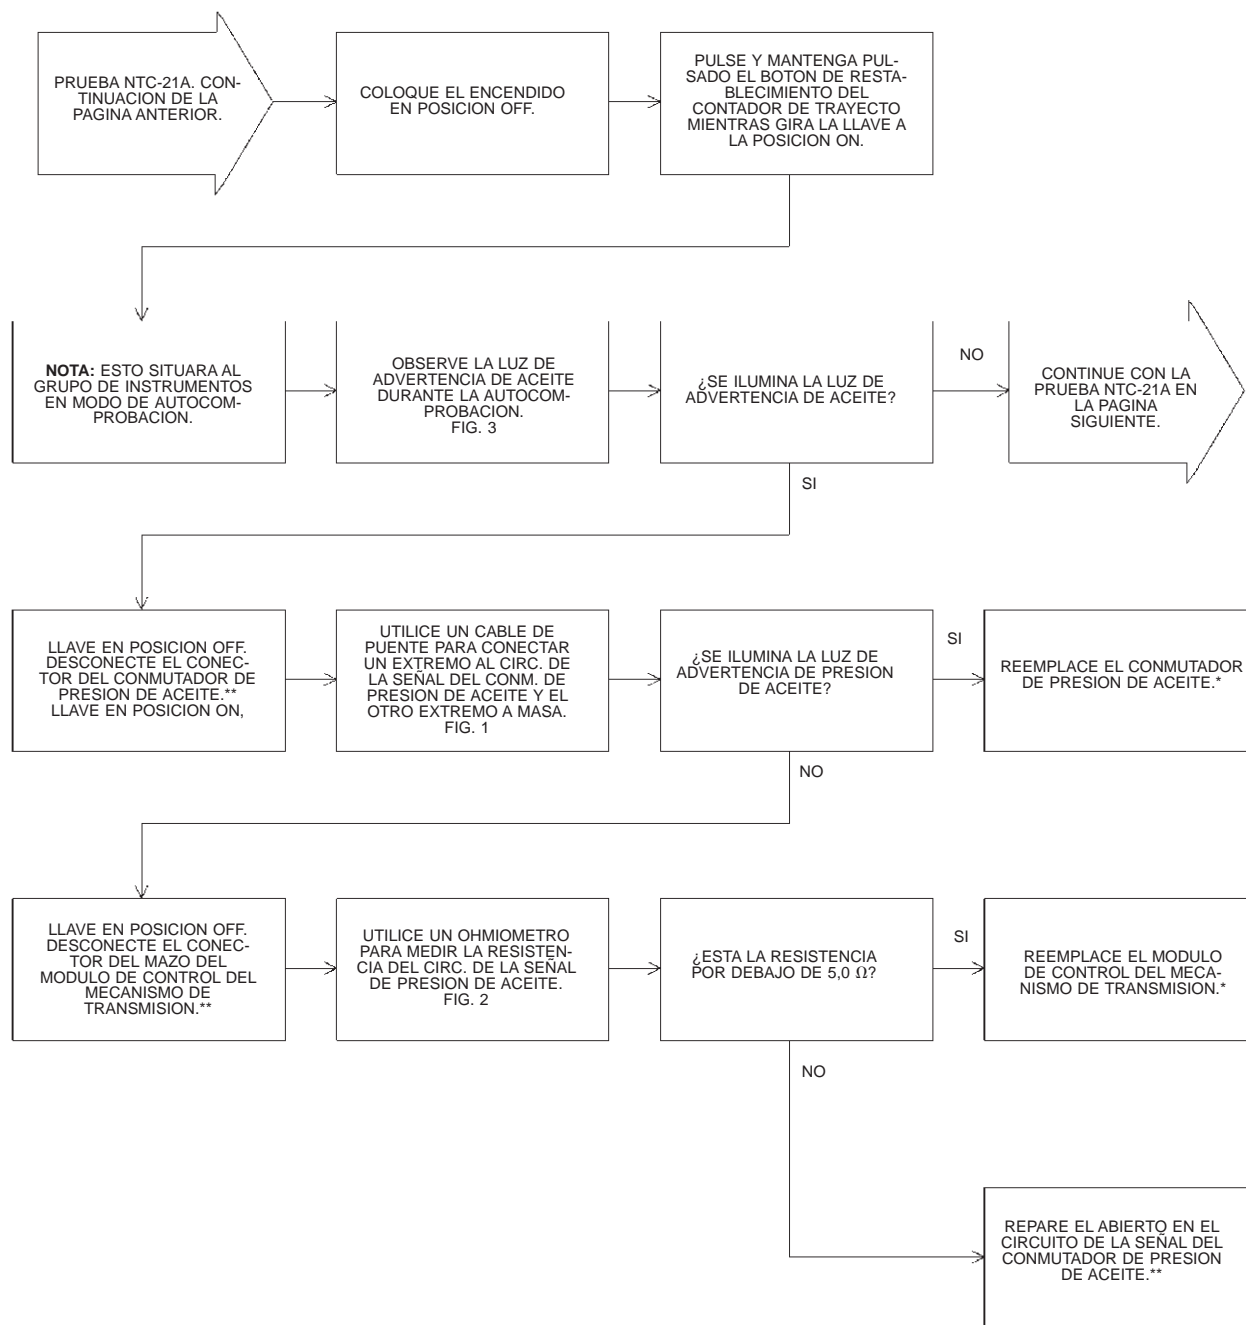 PRUEBA NTC-21A. CON-
TINUACION DE LA
PAGINA ANTERIOR.
COLOQUE EL ENCENDIDO
EN POSICION OFF.
PULSE Y MANTENGA PUL-
SADO EL BOTON DE RESTA-
BLECIMIENTO DEL
CONTADOR DE TRAYECTO
MIENTRAS GIRA LA LLAVE A
LA POSICION ON.
NOTA: ESTO SITUARA AL
GRUPO DE INSTRUMENTOS
EN MODO DE AUTOCOM-
PROBACION.
OBSERVE LA LUZ DE
ADVERTENCIA DE ACEITE
DURANTE LA AUTOCOM-
PROBACION.
FIG. 3
¿SE ILUMINA LA LUZ DE
ADVERTENCIA DE ACEITE?
NO
CONTINUE CON LA
PRUEBA NTC-21A EN
LA PAGINA
SIGUIENTE.
SI
LLAVE EN POSICION OFF.
DESCONECTE EL CONEC-
TOR DEL CONMUTADOR DE
PRESION DE ACEITE.**
LLAVE EN POSICION ON,
UTILICE UN CABLE DE
PUENTE PARA CONECTAR
UN EXTREMO AL CIRC. DE
LA SEÑAL DEL CONM. DE
PRESION DE ACEITE Y EL
OTRO EXTREMO A MASA.
FIG. 1
¿SE ILUMINA LA LUZ DE
ADVERTENCIA DE PRESION
DE ACEITE?
SI
REEMPLACE EL CONMUTADOR
DE PRESION DE ACEITE.*
NO
LLAVE EN POSICION OFF.
DESCONECTE EL CONEC-
TOR DEL MAZO DEL
MODULO DE CONTROL DEL
MECANISMO DE
TRANSMISION.**
UTILICE UN OHMIOMETRO
PARA MEDIR LA RESISTEN-
CIA DEL CIRC. DE LA SEÑAL
DE PRESION DE ACEITE.
FIG. 2
¿ESTA LA RESISTENCIA
POR DEBAJO DE 5,0 Ω?
SI
REEMPLACE EL MODULO
DE CONTROL DEL MECA-
NISMO DE TRANSMISION.*
NO
REPARE EL ABIERTO EN EL
CIRCUITO DE LA SEÑAL DEL
CONMUTADOR DE PRESION
DE ACEITE.**